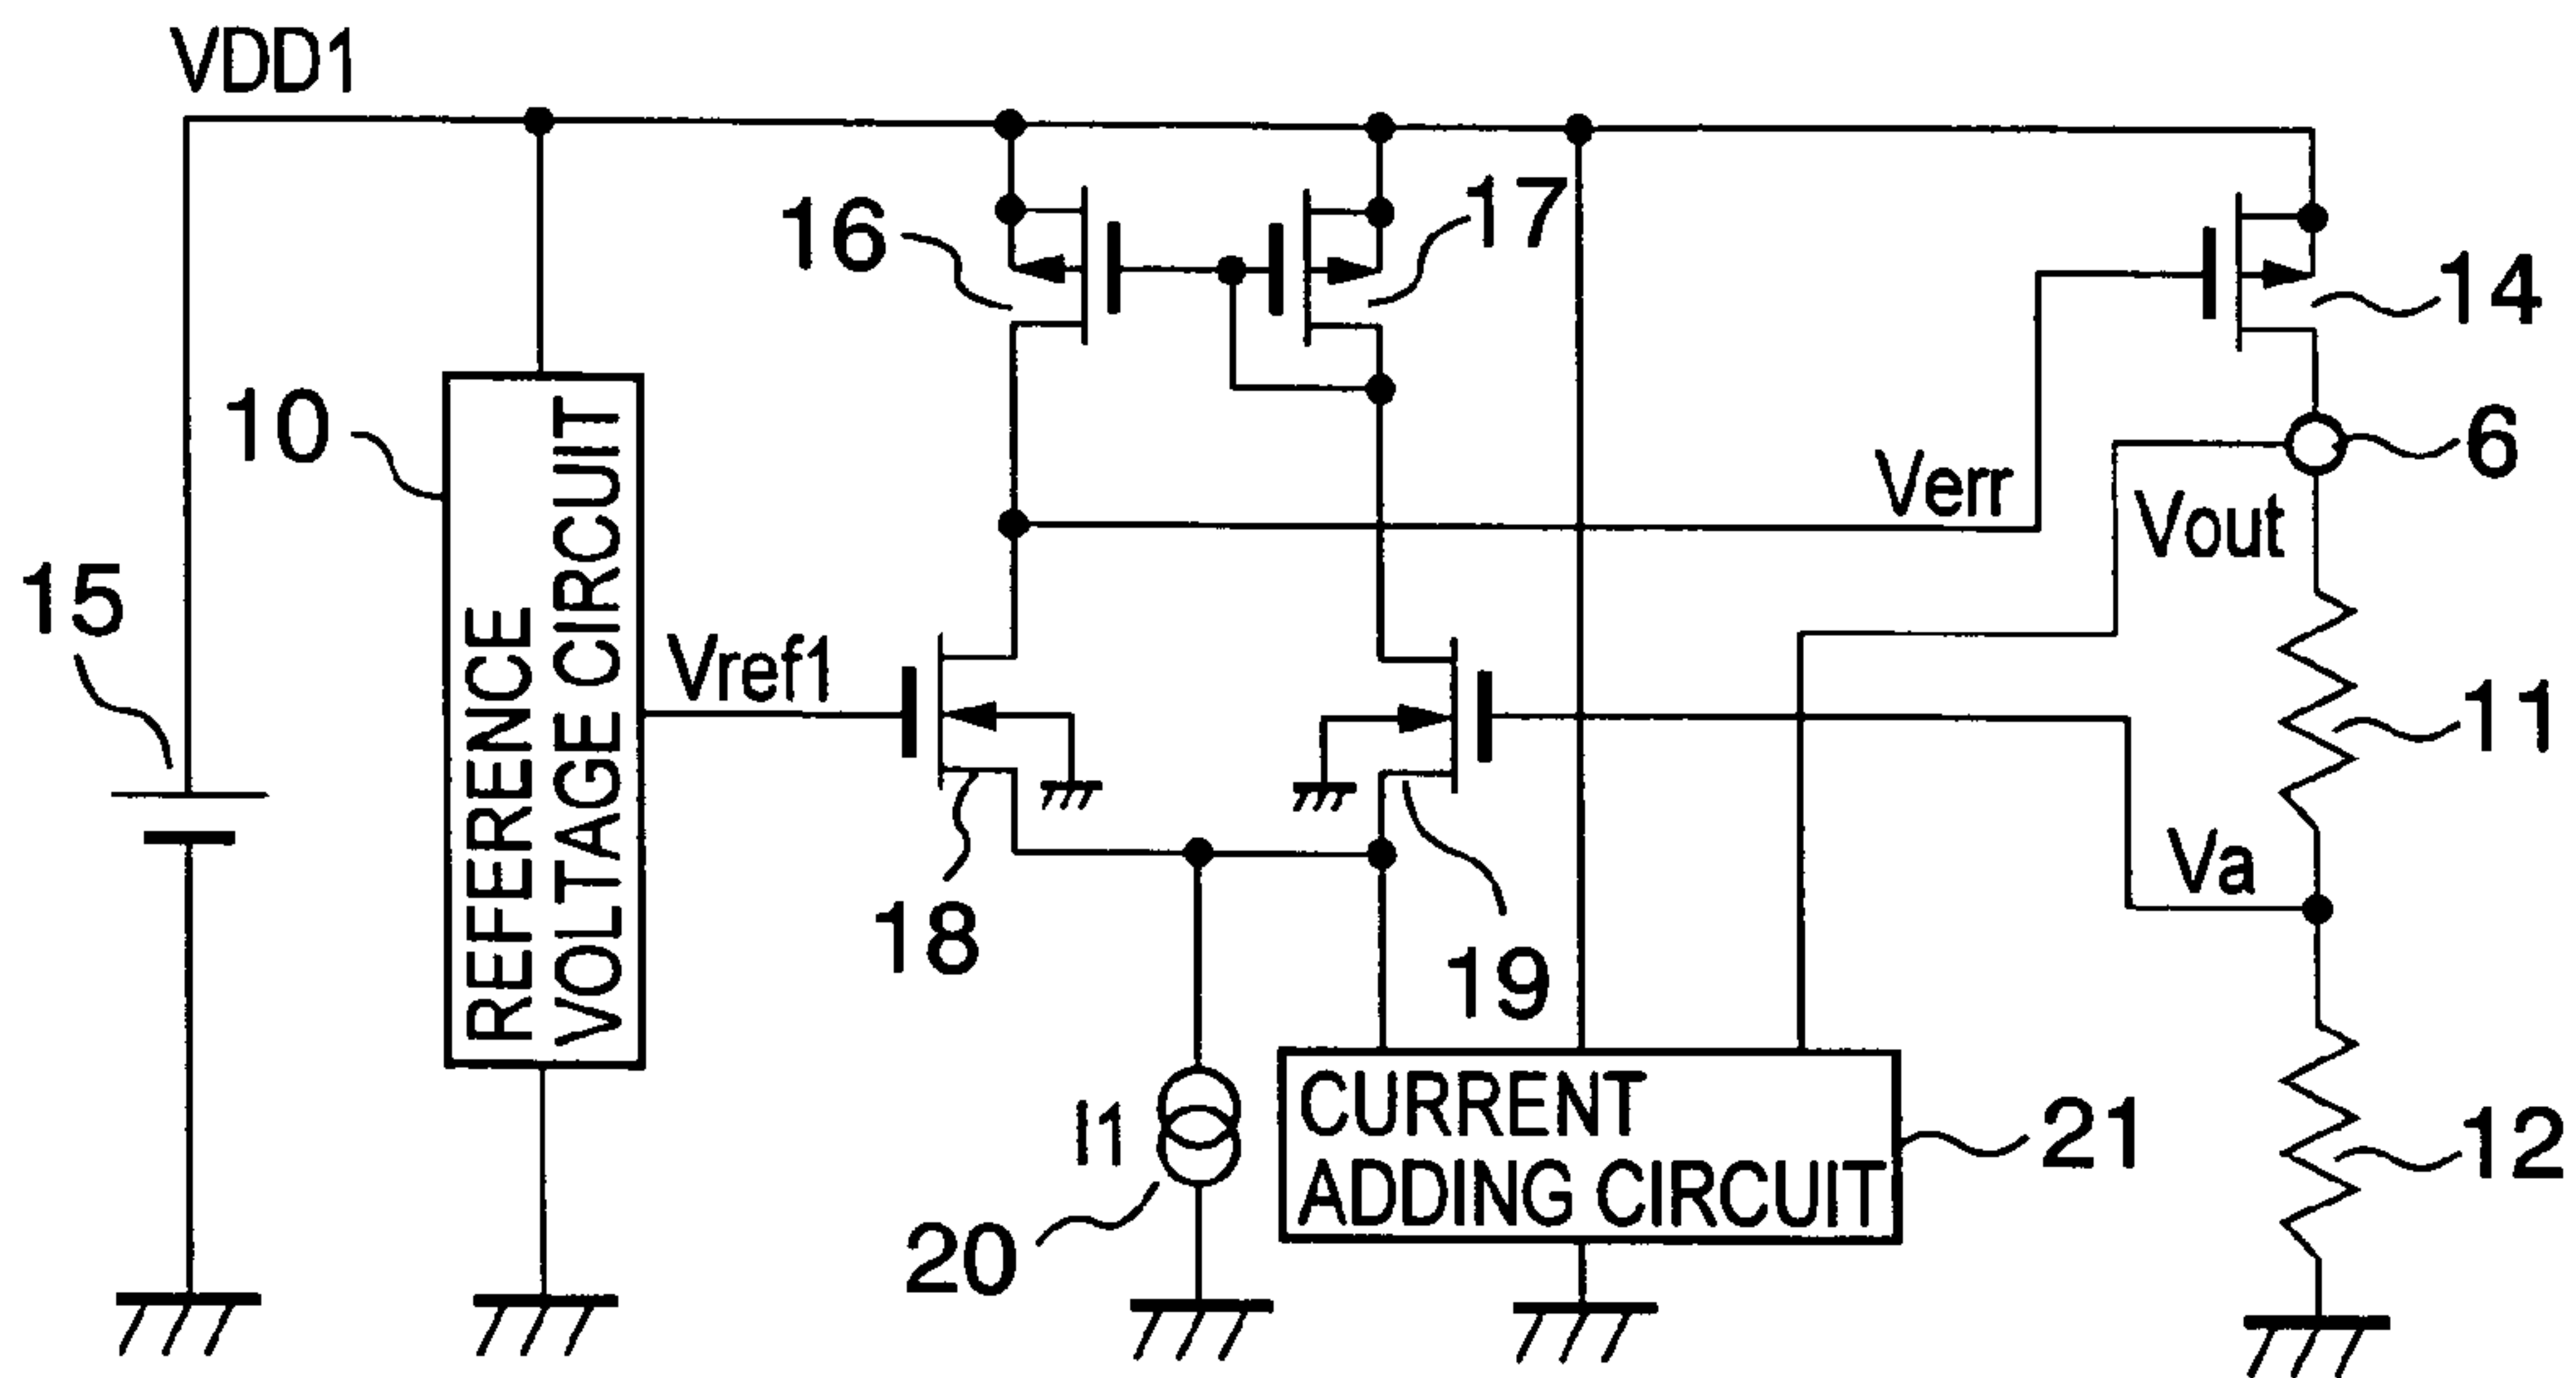 VDD1
16
17
14
10
6
Verr
Vout
15
REFERENCE
VOLTAGE CIRCUIT
Vref1
11
Va
18
19
I1
CURRENT
ADDING CIRCUIT
21
12
20